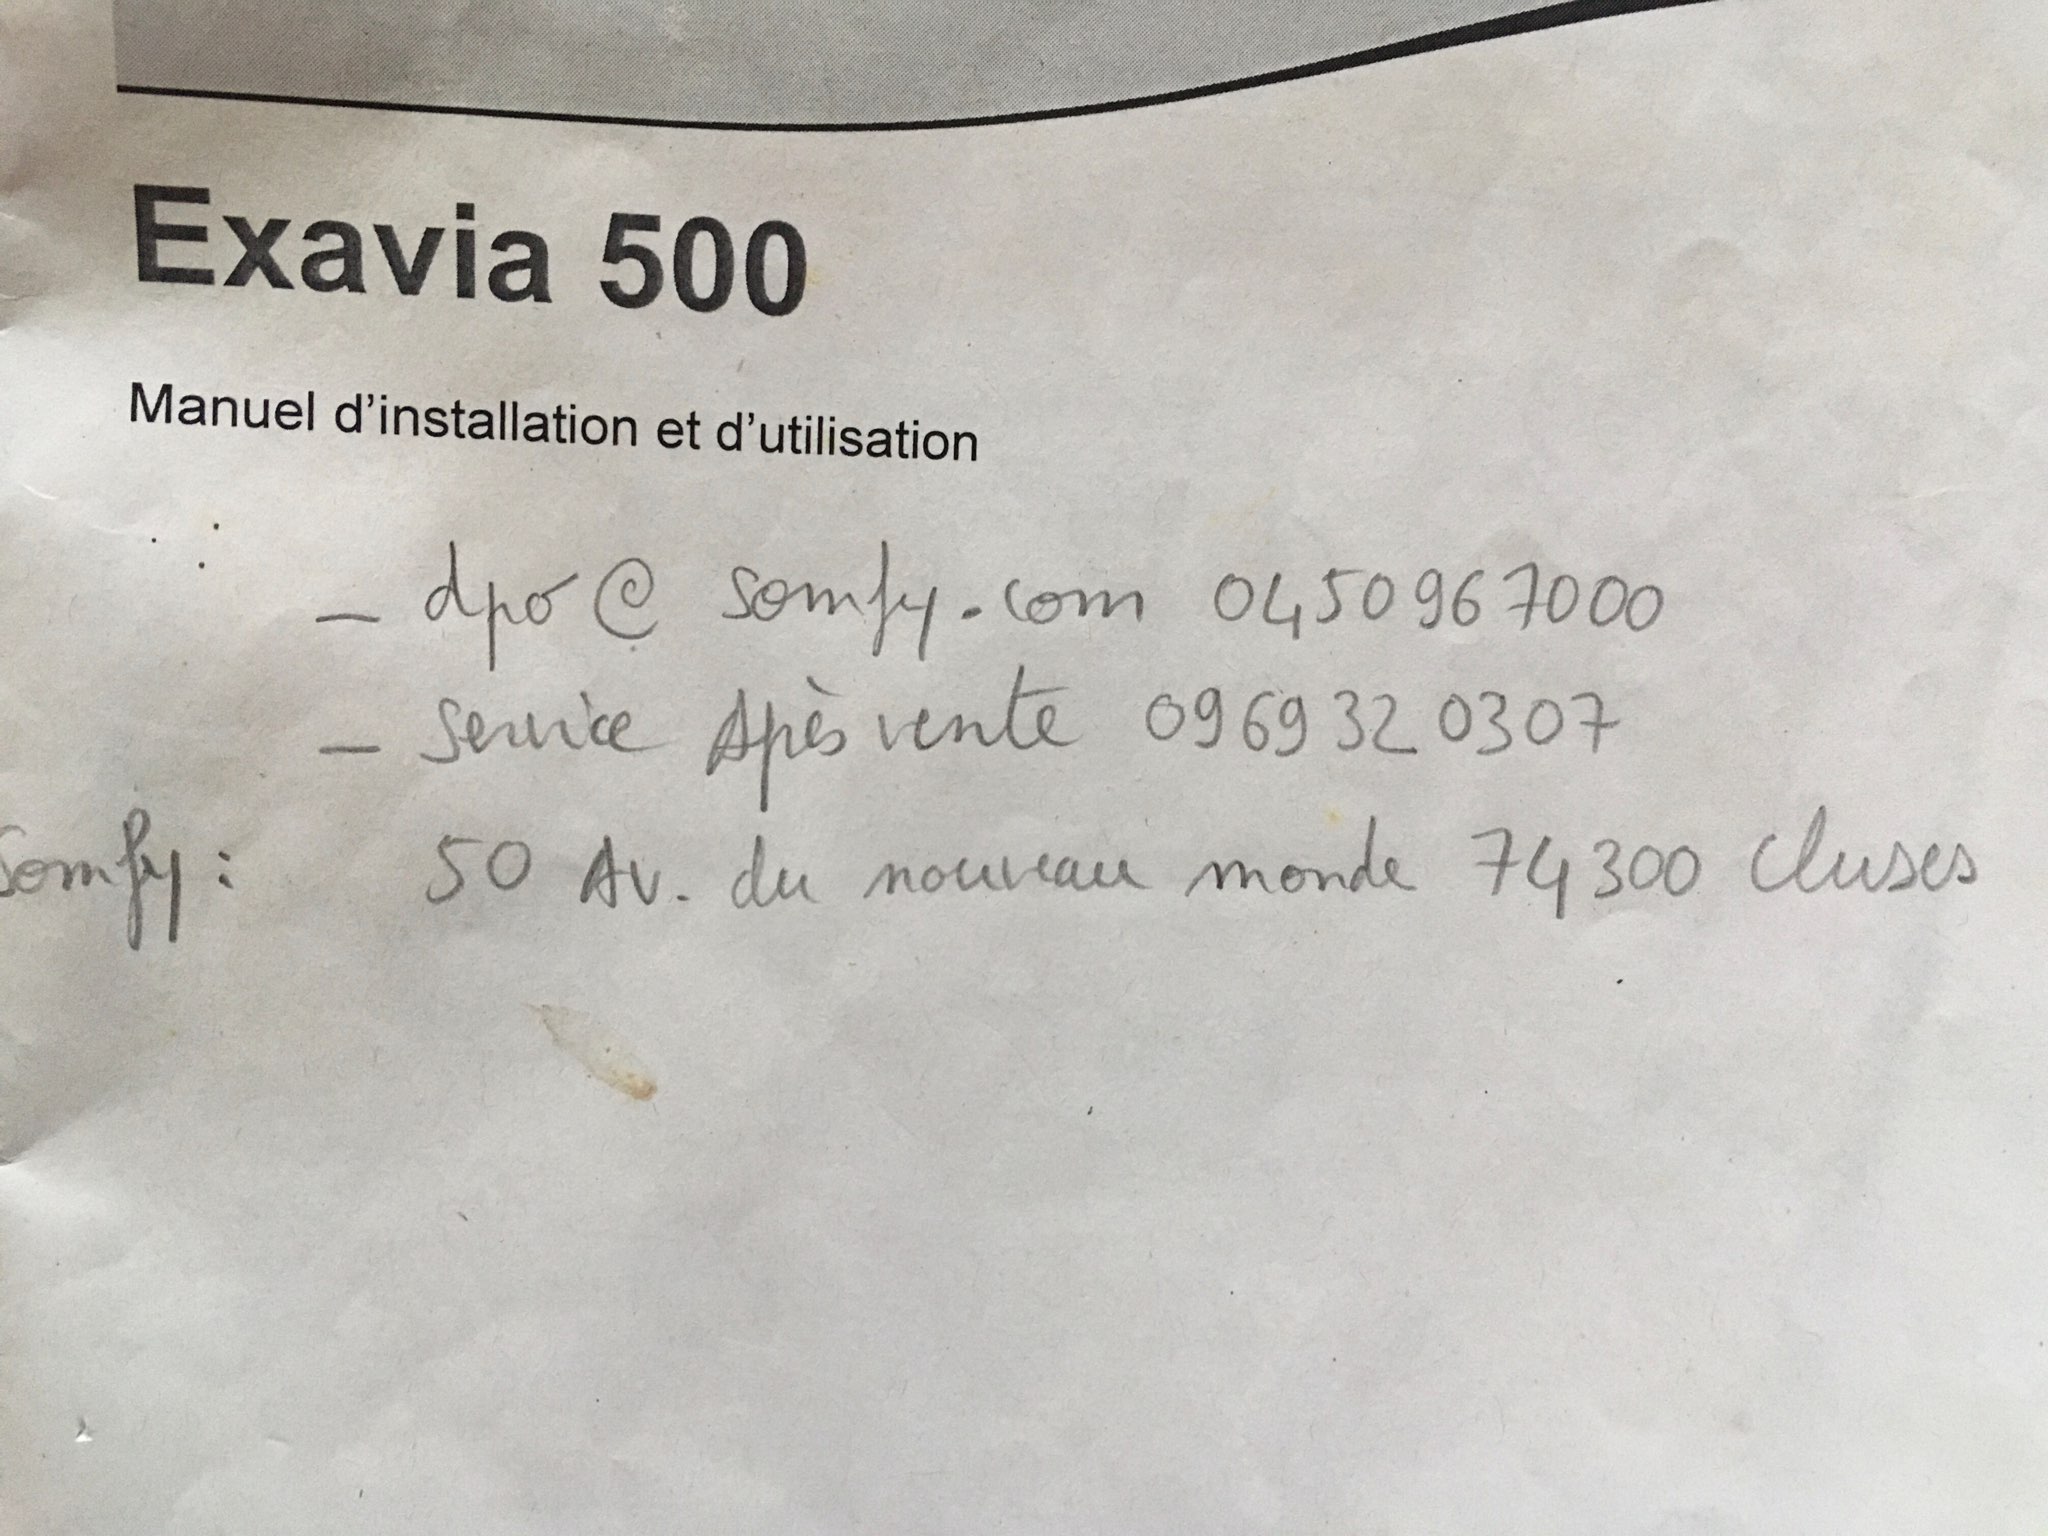 Exavia 500
Manuel d'installation et d'utilisation
– dpo@somfy.com 0450967000
– Service Après vente 0969320307
Somfy : 50 Av. du nouveau monde 74300 Cluses